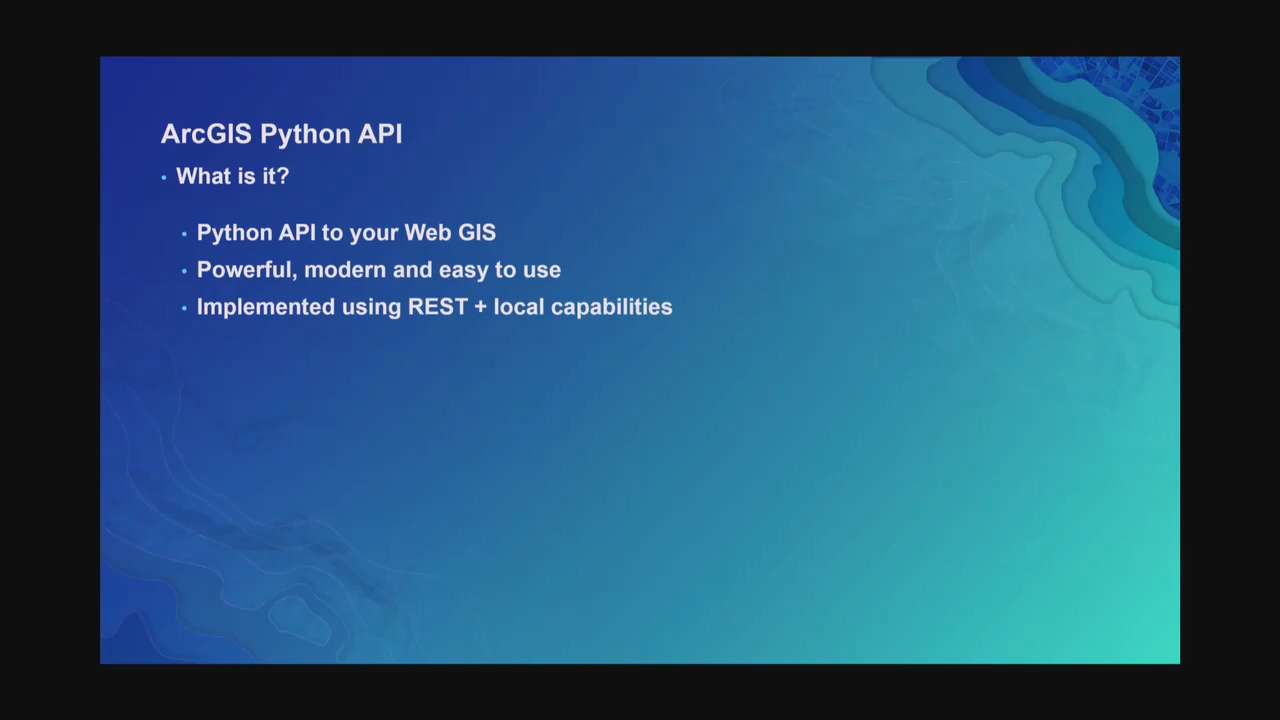 ArcGIS Python API
• What is it?
• Python API to your Web GIS
• Powerful, modern and easy to use
• Implemented using REST + local capabilities